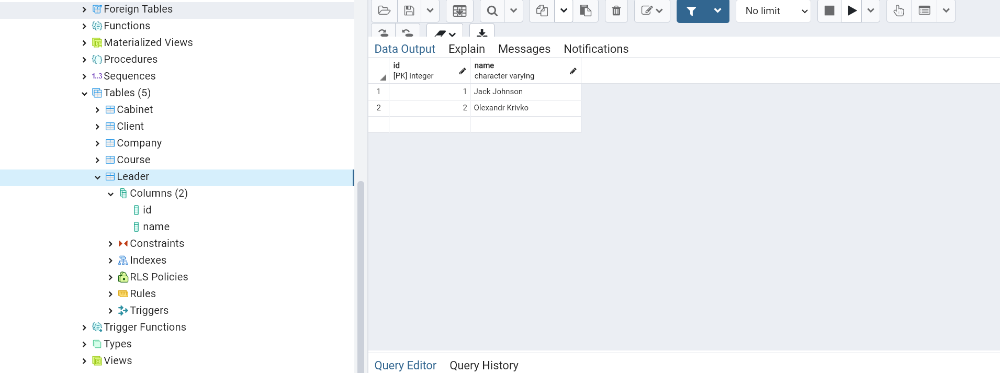 Foreign Tables
Functions
Materialized Views
Procedures
1..3 Sequences
Tables (5)
Cabinet
Client
Company
Course
Leader
Columns (2)
id
name
Constraints
Indexes
RLS Policies
Rules
Triggers
Trigger Functions
Types
Views
No limit
Data Output Explain Messages Notifications
id name
[PK] integer character varying
1 1 Jack Johnson
2 2 Olexandr Krivko
Query Editor Query History